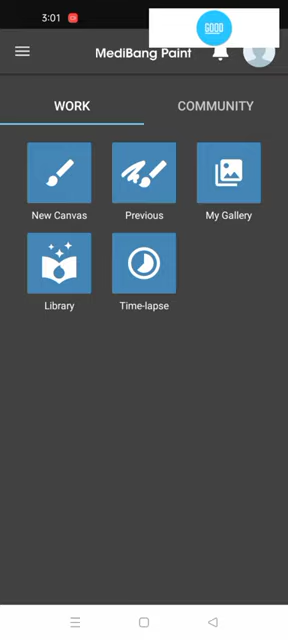 3:01
GOOD
MediBang Paint
WORK COMMUNITY
New Canvas Previous My Gallery
Library Time-lapse